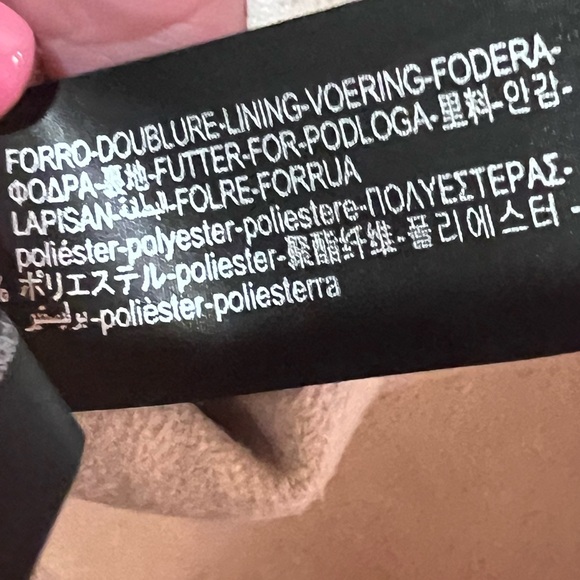 FORRO-DOUBLURE-LINING-VOERING-FODERA-
ΦΟΔΡΑ-裏地-FUTTER-FOR-PODLOGA-里料-안감-
LAPISAN-البطانة-FOLRE-FORRUA
poliéster-polyester-poliestere-ΠΟΛΥΕΣΤΕΡΑΣ-
% ポリエステル-poliester-聚酯纤维-폴리에스터-
بوليستر-polièster-poliesterra